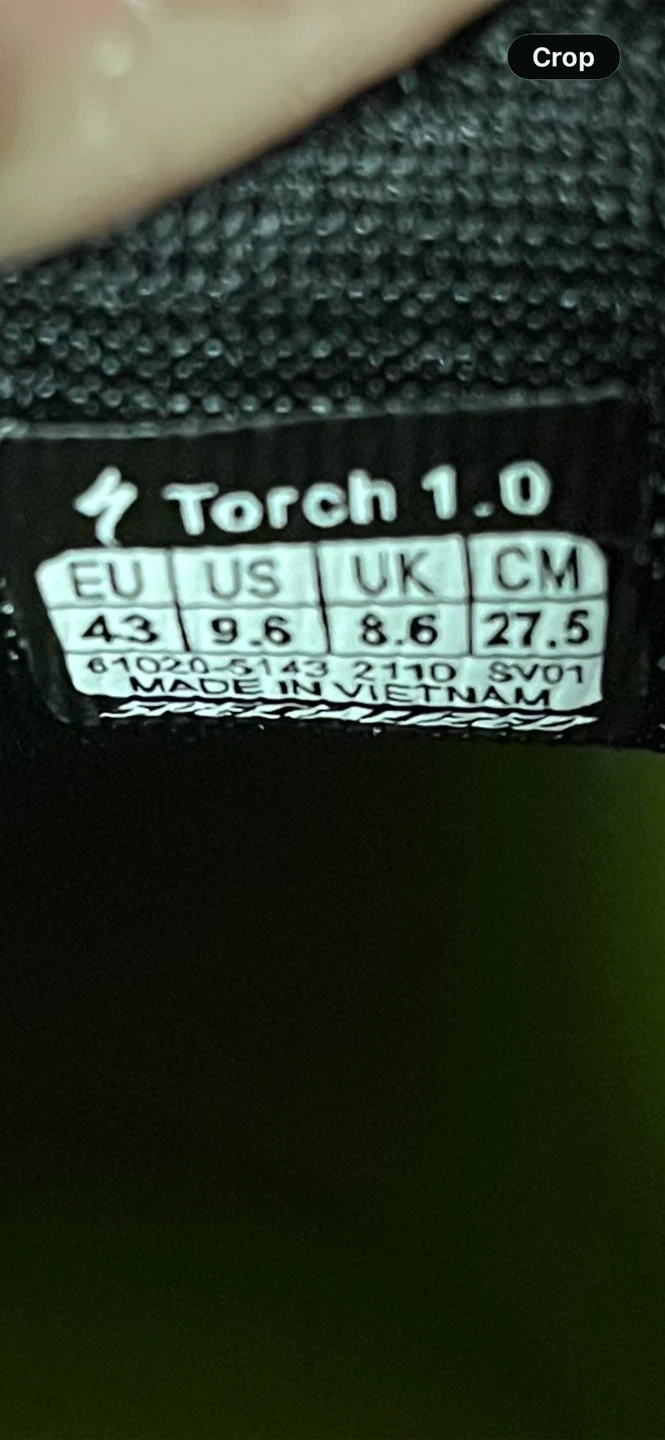 Crop
Torch 1.0
EU US UK CM
43 9.6 8.6 27.5
61020-5143 2110 SV01
MADE IN VIETNAM
SPECIALIZED